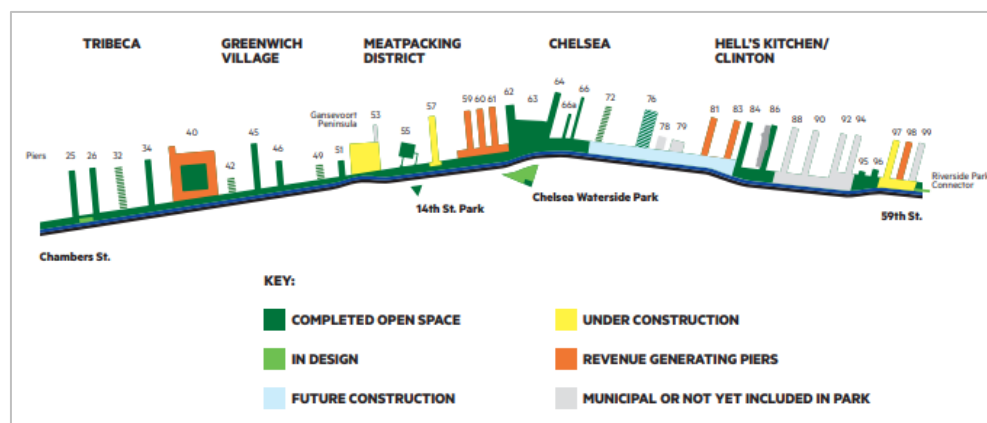 TRIBECA
GREENWICH
VILLAGE
MEATPACKING
DISTRICT
CHELSEA
HELL'S KITCHEN/
CLINTON
Piers
25
26
32
34
40
42
45
46
49
51
Gansevoort
Peninsula
53
55
57
59
60
61
62
63
64
66a
66
72
76
78
79
81
83
84
86
88
90
92
94
95
96
97
98
99
Riverside Park
Connector
14th St. Park
Chelsea Waterside Park
59th St.
Chambers St.
KEY:
COMPLETED OPEN SPACE
IN DESIGN
FUTURE CONSTRUCTION
UNDER CONSTRUCTION
REVENUE GENERATING PIERS
MUNICIPAL OR NOT YET INCLUDED IN PARK